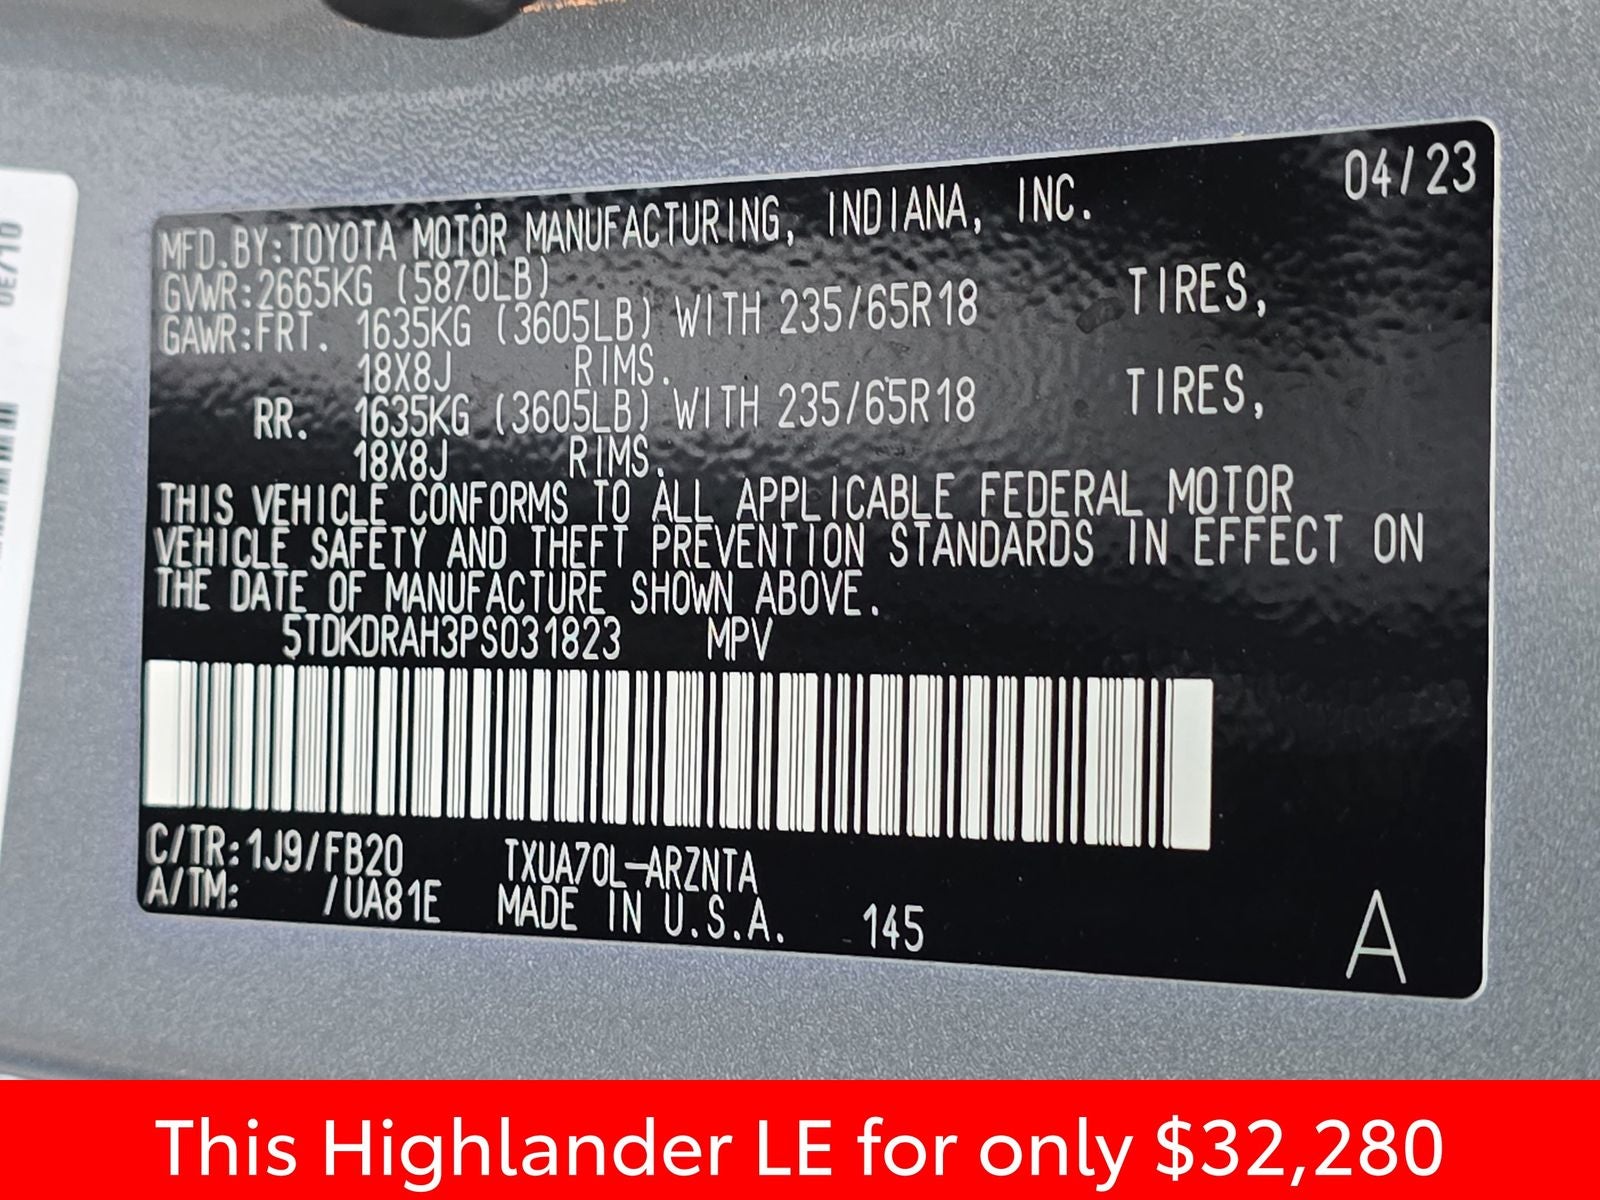 04/23
MFD.BY:TOYOTA MOTOR MANUFACTURING, INDIANA, INC.
GVWR:2665KG (5870LB)
GAWR:FRT. 1635KG (3605LB) WITH 235/65R18 TIRES,
18X8J RIMS.
RR. 1635KG (3605LB) WITH 235/65R18 TIRES,
18X8J RIMS.
THIS VEHICLE CONFORMS TO ALL APPLICABLE FEDERAL MOTOR
VEHICLE SAFETY AND THEFT PREVENTION STANDARDS IN EFFECT ON
THE DATE OF MANUFACTURE SHOWN ABOVE.
5TDKDRAH3PS031823 MPV
C/TR:1J9/FB20 TXUA70L-ARZNTA
A/TM: /UA81E MADE IN U.S.A. 145
A
This Highlander LE for only $32,280